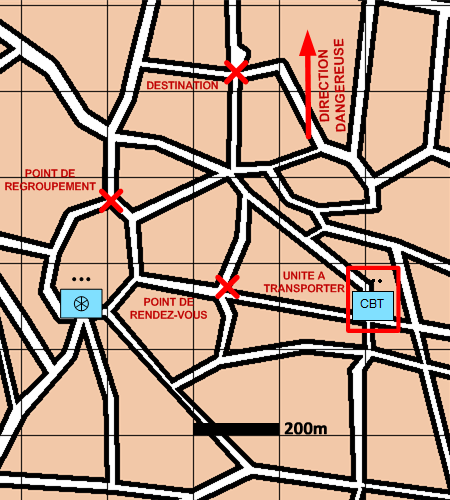 DESTINATION
DIRECTION
DANGEREUSE
POINT DE
REGROUPEMENT
UNITE A
TRANSPORTER
CBT
POINT DE
RENDEZ-VOUS
200m